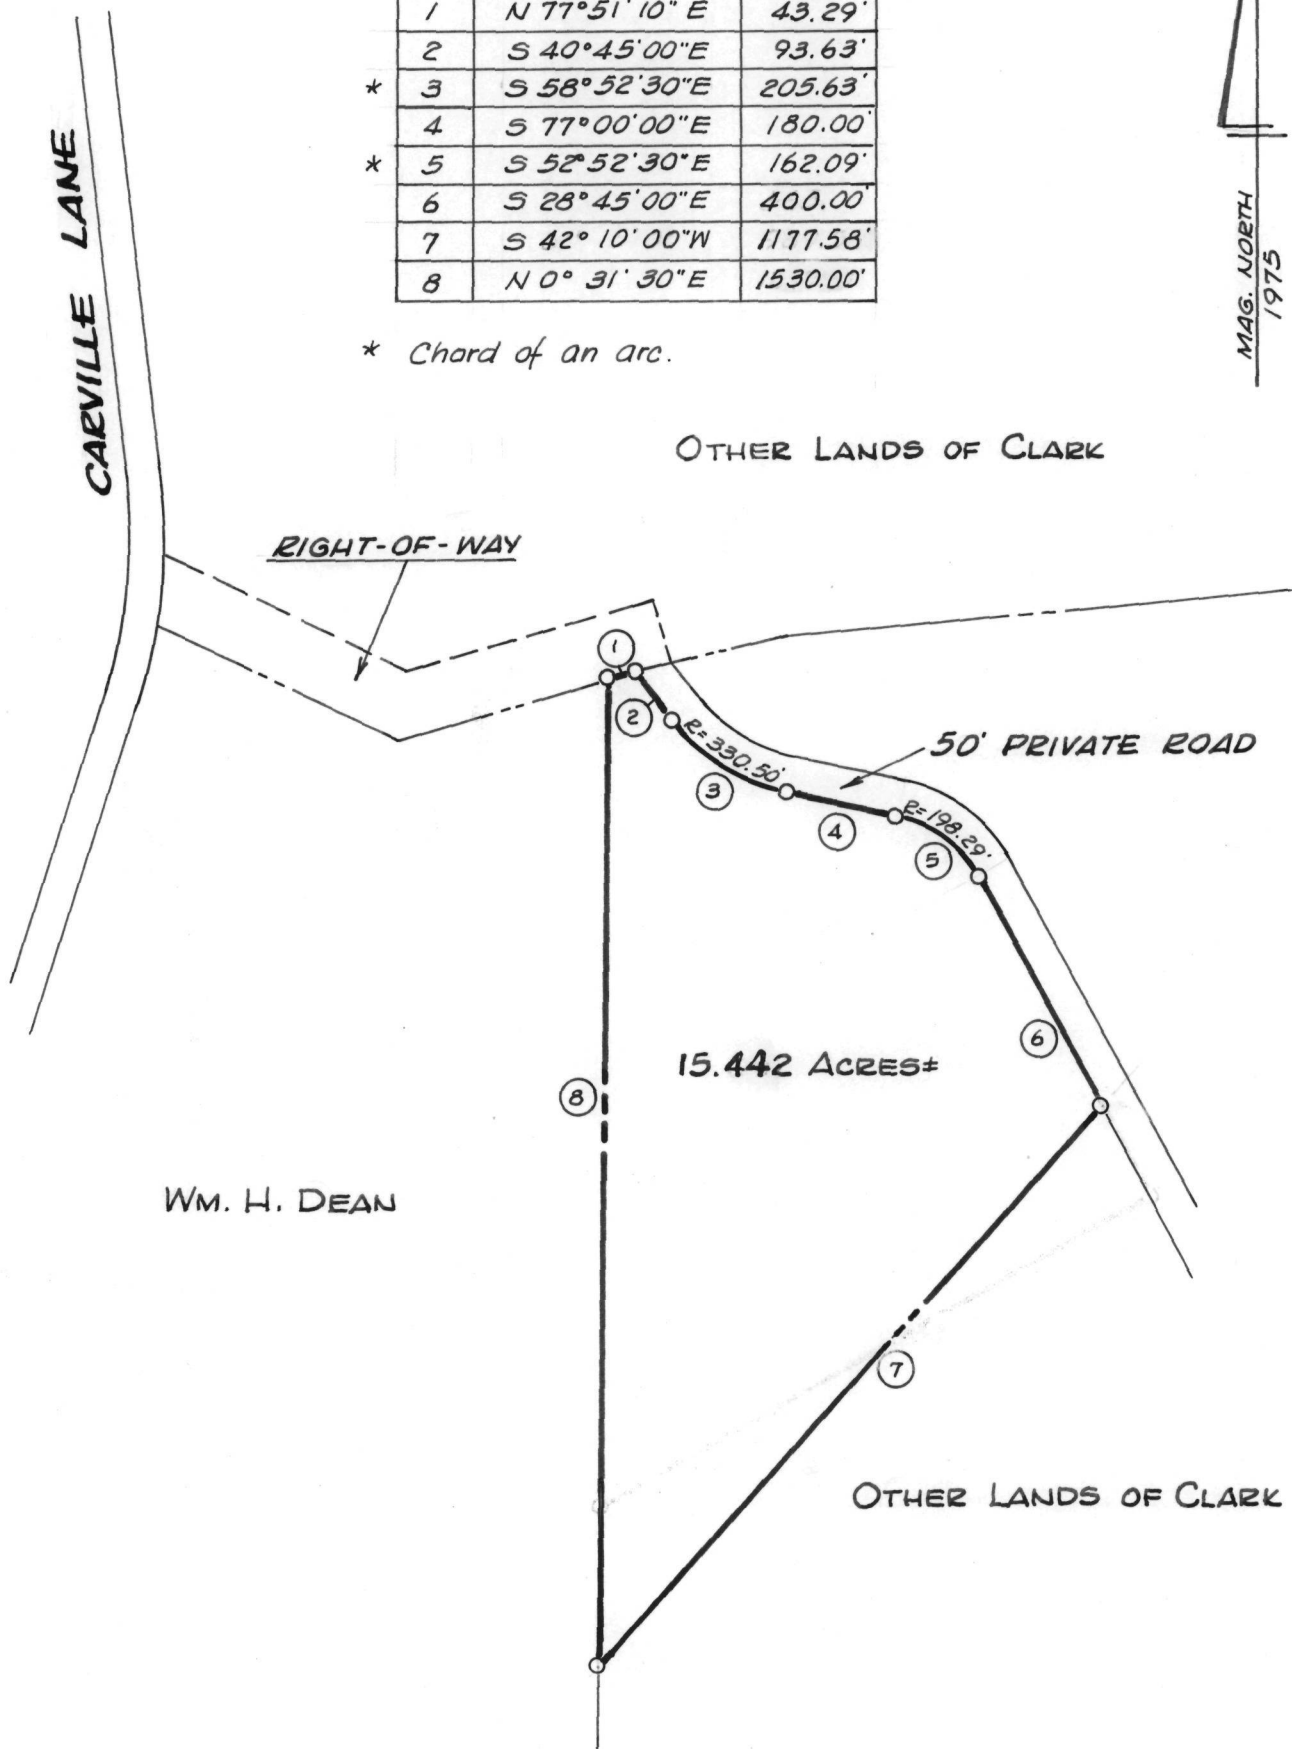 1 N 77°51'10" E 43.29'
2 S 40°45'00"E 93.63'
* 3 S 58°52'30"E 205.63'
4 S 77°00'00"E 180.00'
* 5 S 52°52'30"E 162.09'
6 S 28°45'00"E 400.00'
7 S 42°10'00"W 1177.58'
8 N 0°31'30"E 1530.00'
* Chord of an arc.
MAG. NORTH
1975
CARVILLE LANE
OTHER LANDS OF CLARK
RIGHT-OF-WAY
1
2
R=330.50'
50' PRIVATE ROAD
3
4
R=198.29'
5
6
15.442 ACRES±
8
WM. H. DEAN
7
OTHER LANDS OF CLARK